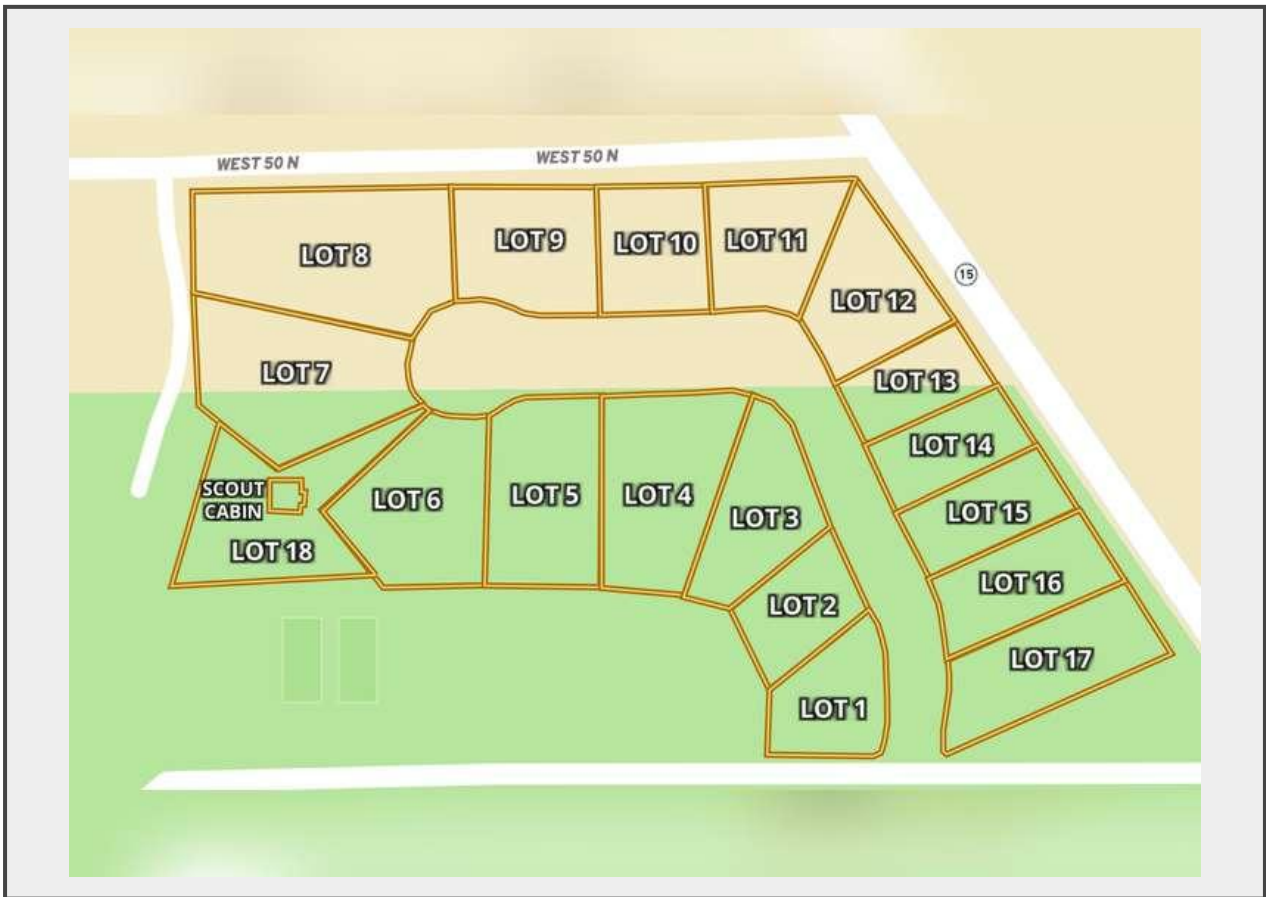 WEST 50 N
WEST 50 N
LOT 8
LOT 9
LOT 10
LOT 11
15
LOT 12
LOT 7
LOT 13
LOT 14
SCOUT
CABIN
LOT 18
LOT 6
LOT 5
LOT 4
LOT 3
LOT 15
LOT 16
LOT 2
LOT 17
LOT 1